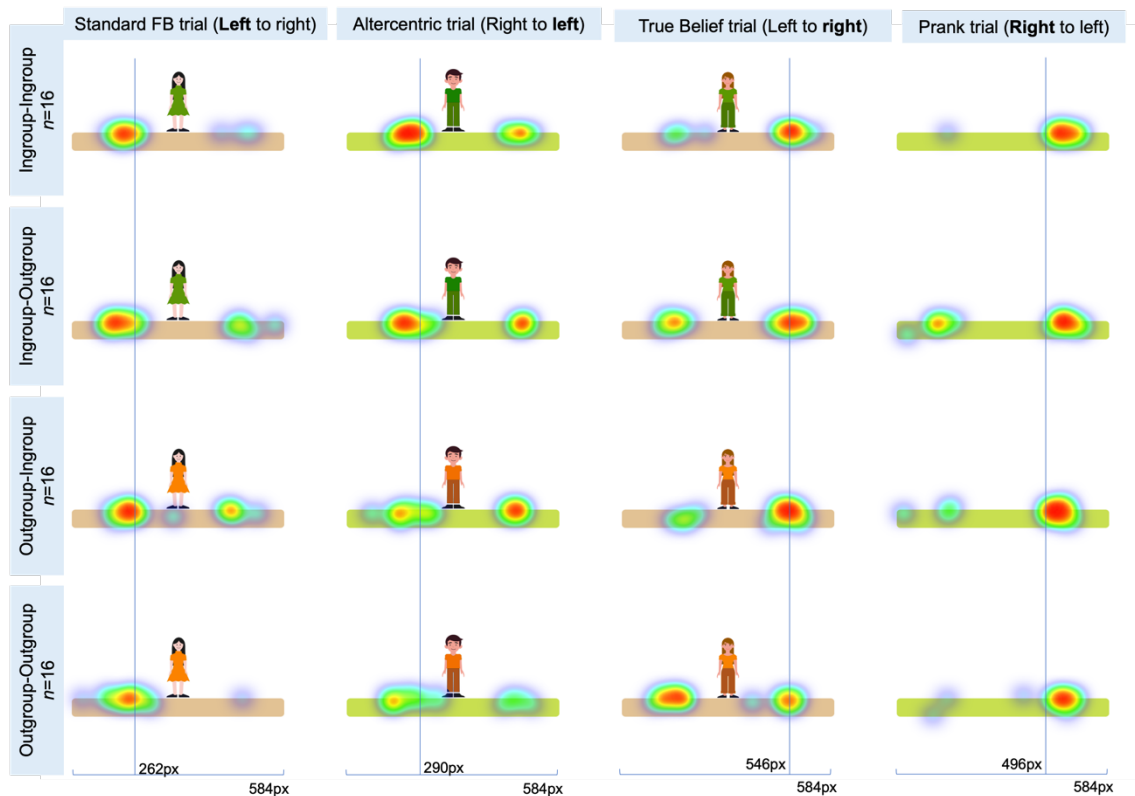 Standard FB trial (Left to right)
Altercentric trial (Right to left)
True Belief trial (Left to right)
Prank trial (Right to left)
Ingroup-Ingroup
n=16
Ingroup-Outgroup
n=16
Outgroup-Ingroup
n=16
Outgroup-Outgroup
n=16
262px
290px
546px
496px
584px
584px
584px
584px